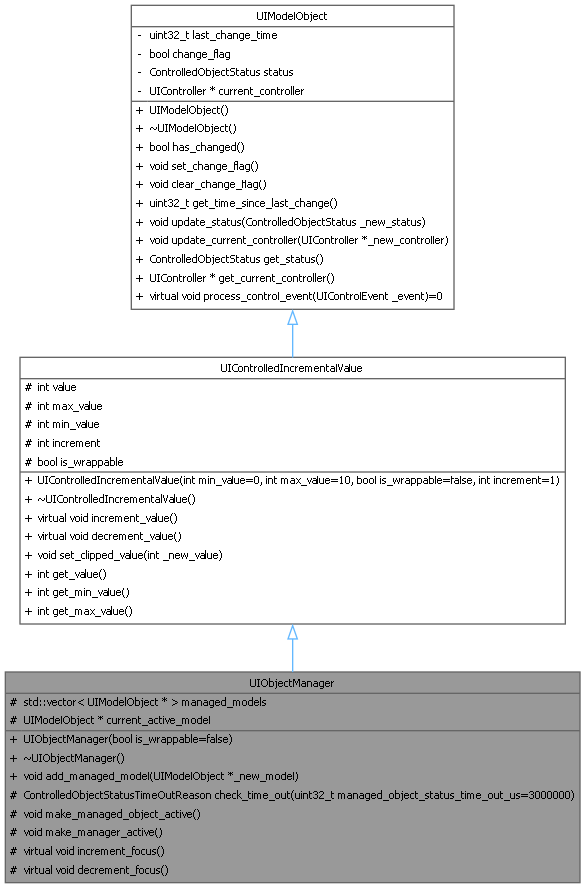 UIModelObject
- uint32_t last_change_time
- bool change_flag
- ControlledObjectStatus status
- UIController * current_controller
+ UIModelObject()
+ ~UIModelObject()
+ bool has_changed()
+ void set_change_flag()
+ void clear_change_flag()
+ uint32_t get_time_since_last_change()
+ void update_status(ControlledObjectStatus _new_status)
+ void update_current_controller(UIController *_new_controller)
+ ControlledObjectStatus get_status()
+ UIController * get_current_controller()
+ virtual void process_control_event(UIControlEvent _event)=0
UIControlledIncrementalValue
# int value
# int max_value
# int min_value
# int increment
# bool is_wrappable
+ UIControlledIncrementalValue(int min_value=0, int max_value=10, bool is_wrappable=false, int increment=1)
+ ~UIControlledIncrementalValue()
+ virtual void increment_value()
+ virtual void decrement_value()
+ void set_clipped_value(int _new_value)
+ int get_value()
+ int get_min_value()
+ int get_max_value()
UIObjectManager
# std::vector< UIModelObject * > managed_models
# UIModelObject * current_active_model
+ UIObjectManager(bool is_wrappable=false)
+ ~UIObjectManager()
+ void add_managed_model(UIModelObject *_new_model)
# ControlledObjectStatusTimeOutReason check_time_out(uint32_t managed_object_status_time_out_us=3000000)
# void make_managed_object_active()
# void make_manager_active()
# virtual void increment_focus()
# virtual void decrement_focus()